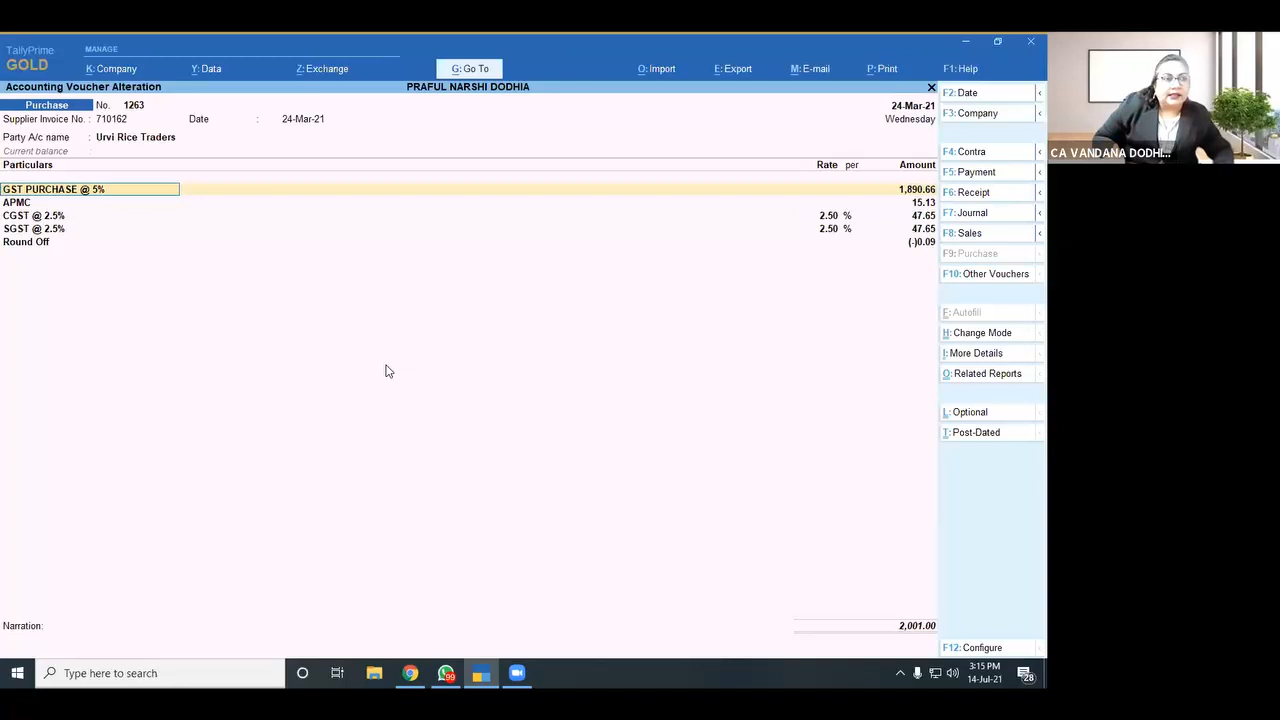 TallyPrime
GOLD
MANAGE
K: Company
Y: Data
Z: Exchange
G: Go To
O: Import
E: Export
M: E-mail
P: Print
F1: Help
Accounting Voucher Alteration
PRAFUL NARSHI DODHIA
Purchase No. 1263
24-Mar-21
Supplier Invoice No. : 710162 Date : 24-Mar-21
Wednesday
Party A/c name : Urvi Rice Traders
Current balance :
Particulars Rate per Amount
GST PURCHASE @ 5% 1,890.66
APMC 15.13
CGST @ 2.5% 2.50 % 47.65
SGST @ 2.5% 2.50 % 47.65
Round Off (-)0.09
Narration: 2,001.00
F2: Date
F3: Company
F4: Contra
F5: Payment
F6: Receipt
F7: Journal
F8: Sales
F9: Purchase
F10: Other Vouchers
F: Autofill
H: Change Mode
I: More Details
O: Related Reports
L: Optional
T: Post-Dated
F12: Configure
CA VANDANA DODHI...
Type here to search
99
3:15 PM
14-Jul-21
28